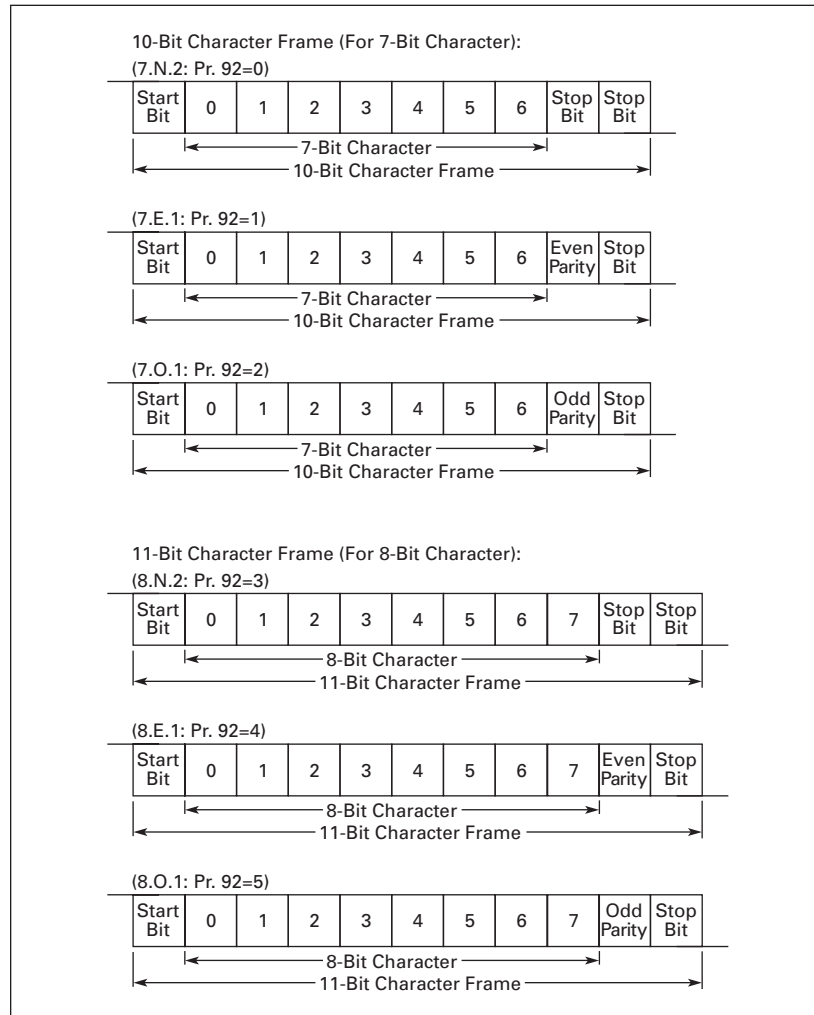 10-Bit Character Frame (For 7-Bit Character):
(7.N.2: Pr. 92=0)
Start Bit 0 1 2 3 4 5 6 Stop Bit Stop Bit
7-Bit Character
10-Bit Character Frame
(7.E.1: Pr. 92=1)
Start Bit 0 1 2 3 4 5 6 Even Parity Stop Bit
7-Bit Character
10-Bit Character Frame
(7.O.1: Pr. 92=2)
Start Bit 0 1 2 3 4 5 6 Odd Parity Stop Bit
7-Bit Character
10-Bit Character Frame
11-Bit Character Frame (For 8-Bit Character):
(8.N.2: Pr. 92=3)
Start Bit 0 1 2 3 4 5 6 7 Stop Bit Stop Bit
8-Bit Character
11-Bit Character Frame
(8.E.1: Pr. 92=4)
Start Bit 0 1 2 3 4 5 6 7 Even Parity Stop Bit
8-Bit Character
11-Bit Character Frame
(8.O.1: Pr. 92=5)
Start Bit 0 1 2 3 4 5 6 7 Odd Parity Stop Bit
8-Bit Character
11-Bit Character Frame